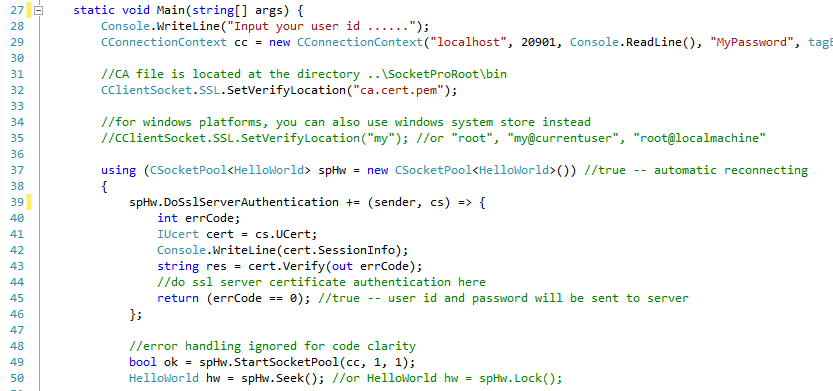 27 static void Main(string[] args) {
28 Console.WriteLine("Input your user id ......");
29 CConnectionContext cc = new CConnectionContext("localhost", 20901, Console.ReadLine(), "MyPassword",
30
31 //CA file is located at the directory ..\SocketProRoot\bin
32 CClientSocket.SSL.SetVerifyLocation("ca.cert.pem");
33
34 //for windows platforms, you can also use windows system store instead
35 //CClientSocket.SSL.SetVerifyLocation("my"); //or "root", "my@currentuser", "root@localmachine"
36
37 using (CSocketPool<HelloWorld> spHw = new CSocketPool<HelloWorld>()) //true -- automatic reconnecting
38 {
39 spHw.DoSslServerAuthentication += (sender, cs) => {
40 int errCode;
41 IUcert cert = cs.UCert;
42 Console.WriteLine(cert.SessionInfo);
43 string res = cert.Verify(out errCode);
44 //do ssl server certificate authentication here
45 return (errCode == 0); //true -- user id and password will be sent to server
46 };
47
48 //error handling ignored for code clarity
49 bool ok = spHw.StartSocketPool(cc, 1, 1);
50 HelloWorld hw = spHw.Seek(); //or HelloWorld hw = spHw.Lock();